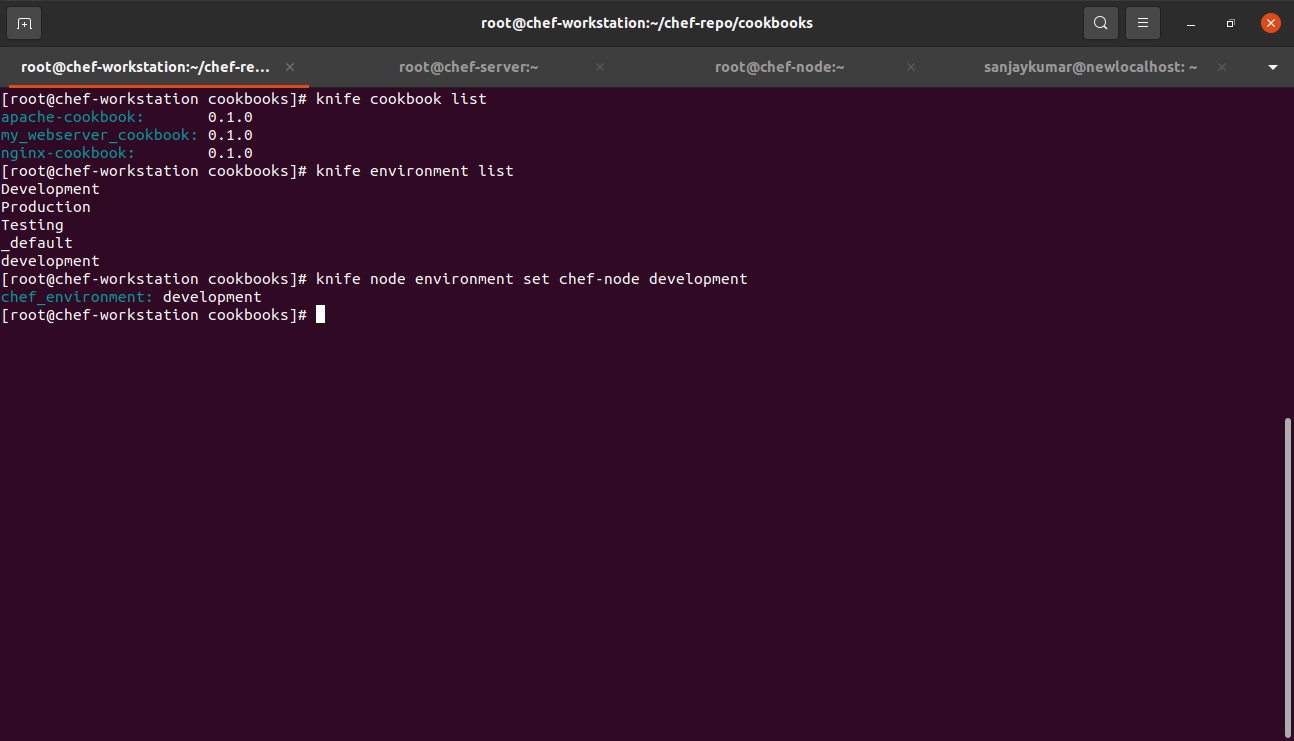 root@chef-workstation:~/chef-repo/cookbooks
root@chef-workstation:~/chef-re...
root@chef-server:~
root@chef-node:~
sanjaykumar@newlocalhost: ~
[root@chef-workstation cookbooks]# knife cookbook list
apache-cookbook:       0.1.0
my_webserver_cookbook: 0.1.0
nginx-cookbook:        0.1.0
[root@chef-workstation cookbooks]# knife environment list
Development
Production
Testing
_default
development
[root@chef-workstation cookbooks]# knife node environment set chef-node development
chef_environment: development
[root@chef-workstation cookbooks]#